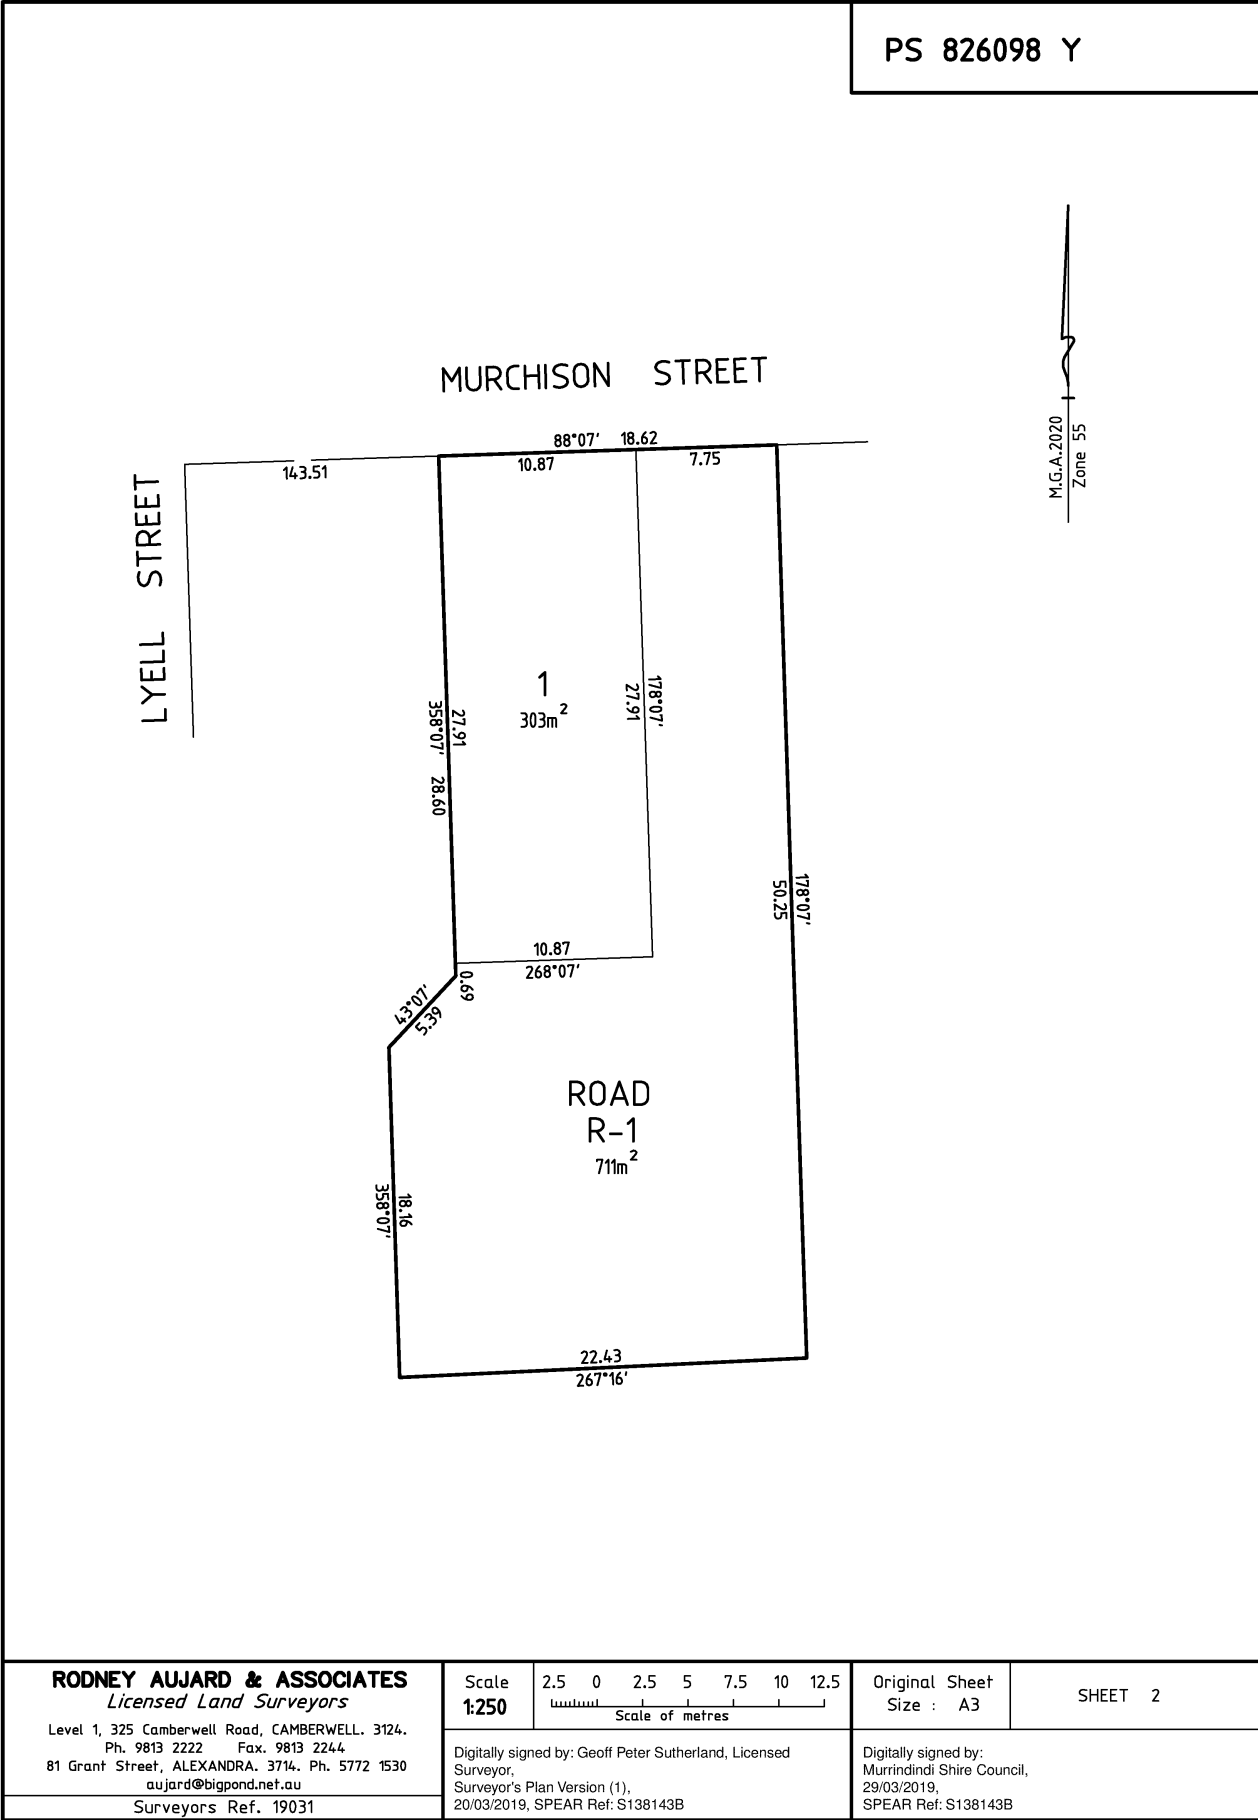 PS 826098 Y
MURCHISON STREET
LYELL STREET
M.G.A.2020
Zone 55
143.51
88°07' 18.62
10.87
7.75
1
303m²
358°07' 28.60
27.91
27.91
178°07'
50.25
178°07'
10.87
268°07'
0.69
43°07'
5.39
ROAD
R-1
711m²
358°07'
18.16
22.43
267°16'
RODNEY AUJARD & ASSOCIATES
Licensed Land Surveyors
Level 1, 325 Camberwell Road, CAMBERWELL. 3124.
Ph. 9813 2222 Fax. 9813 2244
81 Grant Street, ALEXANDRA. 3714. Ph. 5772 1530
aujard@bigpond.net.au
Surveyors Ref. 19031
Scale
1:250
2.5 0 2.5 5 7.5 10 12.5
Scale of metres
Digitally signed by: Geoff Peter Sutherland, Licensed
Surveyor,
Surveyor's Plan Version (1),
20/03/2019, SPEAR Ref: S138143B
Original Sheet
Size : A3
SHEET 2
Digitally signed by:
Murrindindi Shire Council,
29/03/2019,
SPEAR Ref: S138143B